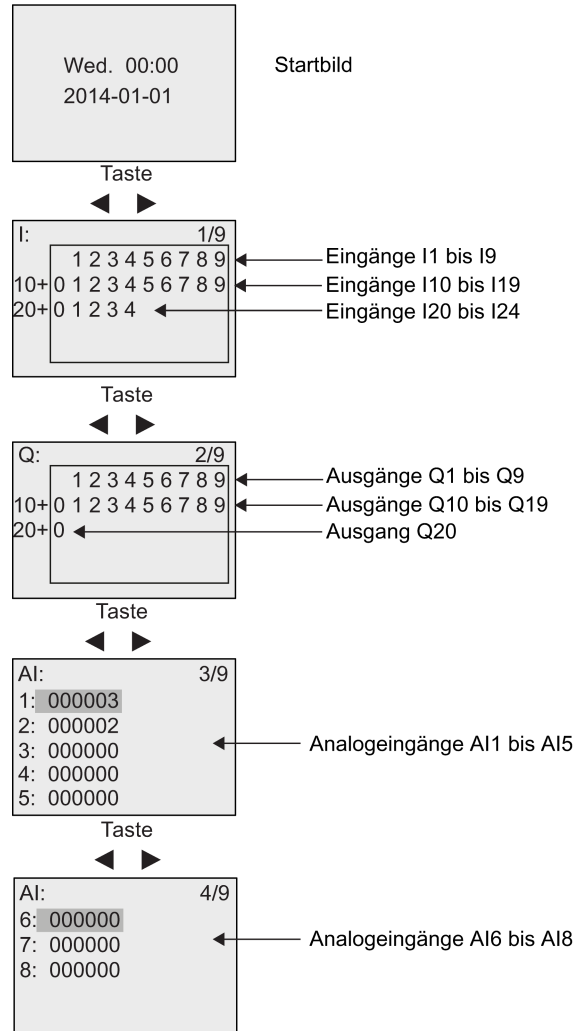 Wed. 00:00 Startbild
2014-01-01
Taste
I: 1/9
1 2 3 4 5 6 7 8 9 Eingänge I1 bis I9
10+ 0 1 2 3 4 5 6 7 8 9 Eingänge I10 bis I19
20+ 0 1 2 3 4 Eingänge I20 bis I24
Taste
Q: 2/9
1 2 3 4 5 6 7 8 9 Ausgänge Q1 bis Q9
10+ 0 1 2 3 4 5 6 7 8 9 Ausgänge Q10 bis Q19
20+ 0 Ausgang Q20
Taste
AI: 3/9
1: 000003
2: 000002
3: 000000 Analogeingänge AI1 bis AI5
4: 000000
5: 000000
Taste
AI: 4/9
6: 000000
7: 000000 Analogeingänge AI6 bis AI8
8: 000000